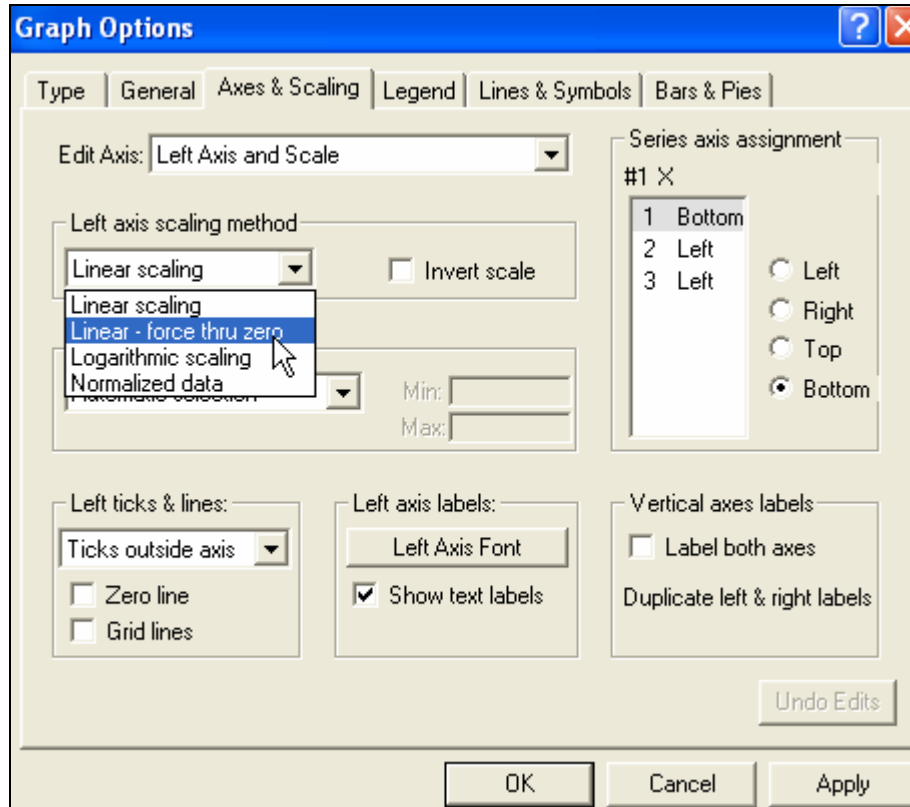 Graph Options
Type General Axes & Scaling Legend Lines & Symbols Bars & Pies
Edit Axis: Left Axis and Scale
Series axis assignment
#1 X
1 Bottom
2 Left
3 Left
Left
Right
Top
Bottom
Left axis scaling method
Linear scaling
Invert scale
Linear scaling
Linear - force thru zero
Logarithmic scaling
Normalized data
Min:
Max:
Left ticks & lines:
Ticks outside axis
Zero line
Grid lines
Left axis labels:
Left Axis Font
Show text labels
Vertical axes labels
Label both axes
Duplicate left & right labels
Undo Edits
OK Cancel Apply